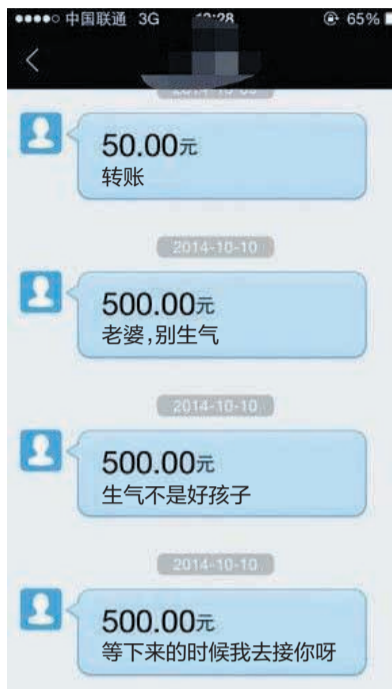 中国联通 3G
65%
50.00元
转账
2014-10-10
500.00元
老婆,别生气
2014-10-10
500.00元
生气不是好孩子
2014-10-10
500.00元
等下来的时候我去接你呀